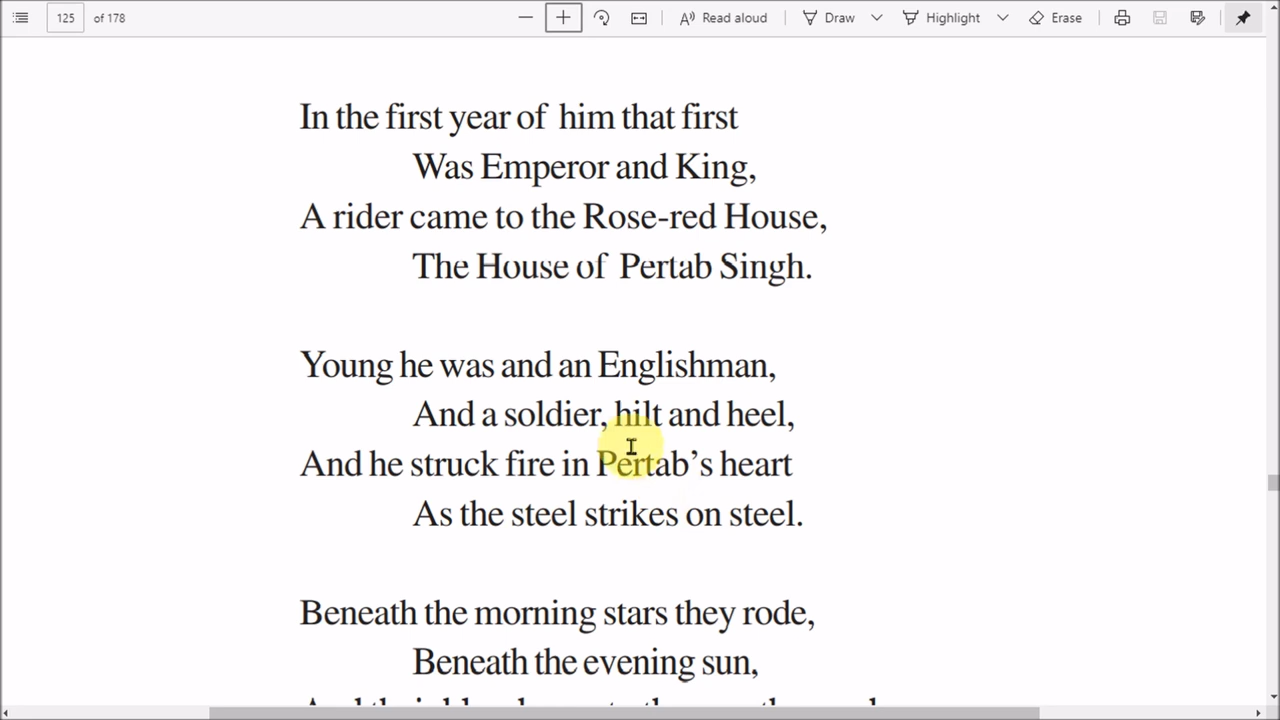 125 of 178 Read aloud Draw Highlight Erase
In the first year of him that first
Was Emperor and King,
A rider came to the Rose-red House,
The House of Pertab Singh.
Young he was and an Englishman,
And a soldier, hilt and heel,
And he struck fire in Pertab’s heart
As the steel strikes on steel.
Beneath the morning stars they rode,
Beneath the evening sun,